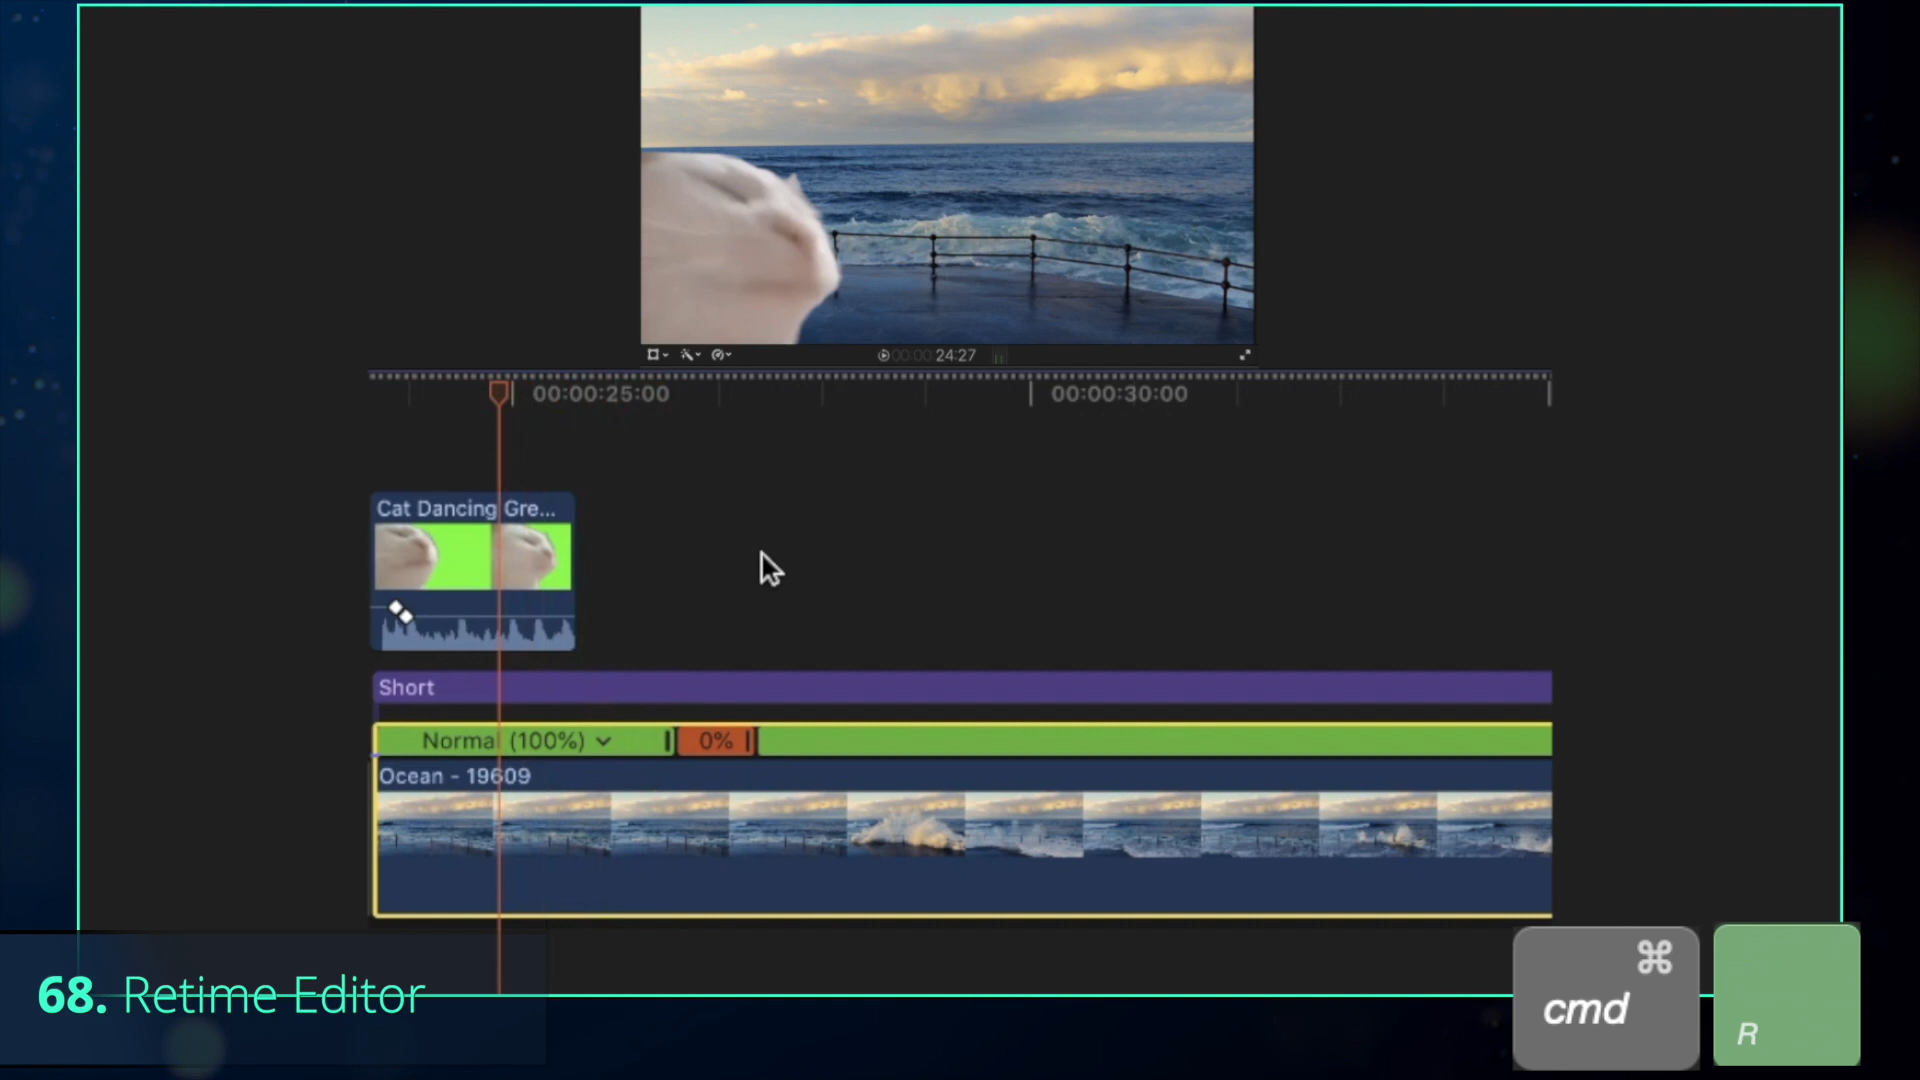 00:00:00 24:27
00:00:25:00
00:00:30:00
Cat Dancing Gre...
Short
Normal (100%)
0%
Ocean - 19609
68. Retime Editor
⌘
cmd
R